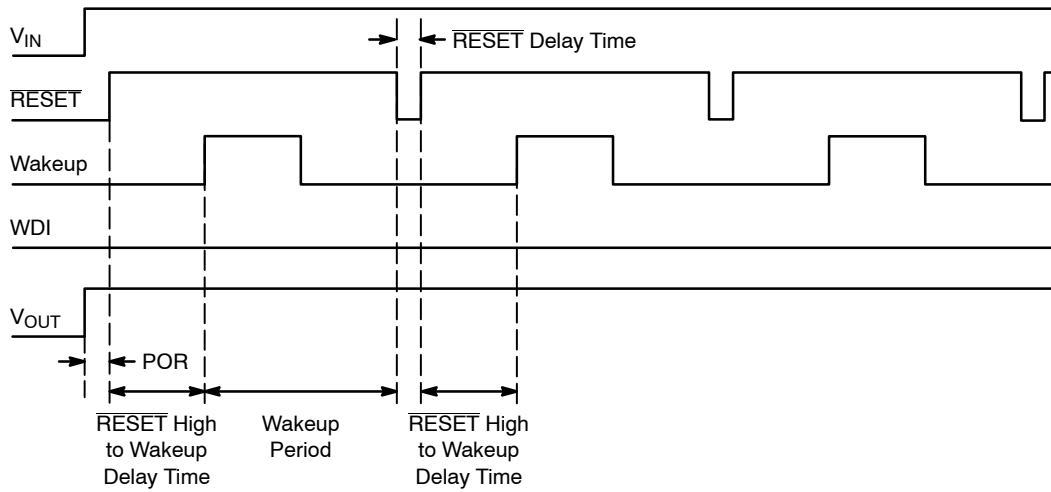 V_IN
RESET Delay Time
RESET
Wakeup
WDI
V_OUT
POR
RESET High
to Wakeup
Delay Time
Wakeup
Period
RESET High
to Wakeup
Delay Time